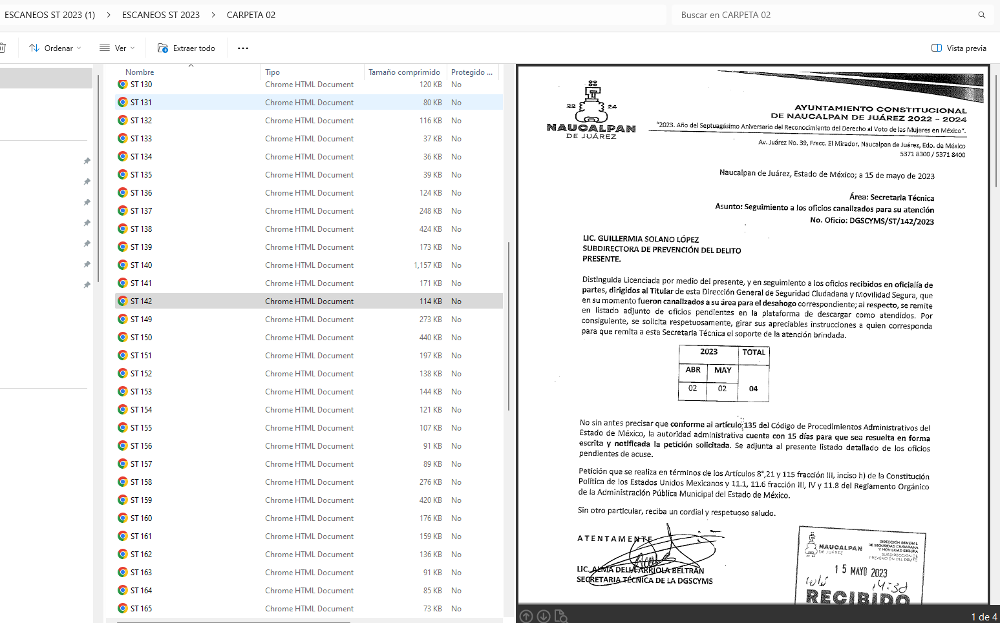 ESCANEOS ST 2023 (1) > ESCANEOS ST 2023 > CARPETA 02
Buscar en CARPETA 02
Ordenar
Ver
Extraer todo
Vista previa
Nombre Tipo Tamaño comprimido Protegido ...
ST 130 Chrome HTML Document 120 KB No
ST 131 Chrome HTML Document 80 KB No
ST 132 Chrome HTML Document 116 KB No
ST 133 Chrome HTML Document 37 KB No
ST 134 Chrome HTML Document 36 KB No
ST 135 Chrome HTML Document 39 KB No
ST 136 Chrome HTML Document 124 KB No
ST 137 Chrome HTML Document 248 KB No
ST 138 Chrome HTML Document 424 KB No
ST 139 Chrome HTML Document 173 KB No
ST 140 Chrome HTML Document 1,157 KB No
ST 141 Chrome HTML Document 171 KB No
ST 142 Chrome HTML Document 114 KB No
ST 149 Chrome HTML Document 273 KB No
ST 150 Chrome HTML Document 440 KB No
ST 151 Chrome HTML Document 197 KB No
ST 152 Chrome HTML Document 138 KB No
ST 153 Chrome HTML Document 144 KB No
ST 154 Chrome HTML Document 121 KB No
ST 155 Chrome HTML Document 107 KB No
ST 156 Chrome HTML Document 91 KB No
ST 157 Chrome HTML Document 89 KB No
ST 158 Chrome HTML Document 276 KB No
ST 159 Chrome HTML Document 420 KB No
ST 160 Chrome HTML Document 176 KB No
ST 161 Chrome HTML Document 159 KB No
ST 162 Chrome HTML Document 136 KB No
ST 163 Chrome HTML Document 91 KB No
ST 164 Chrome HTML Document 85 KB No
ST 165 Chrome HTML Document 73 KB No
22 24
NAUCALPAN
DE JUÁREZ
AYUNTAMIENTO CONSTITUCIONAL
DE NAUCALPAN DE JUÁREZ 2022 - 2024
"2023. Año del Septuagésimo Aniversario del Reconocimiento del Derecho al Voto de las Mujeres en México".
Av. Juárez No. 39, Fracc. El Mirador, Naucalpan de Juárez, Edo. de México
5371 8300 / 5371 8400
Naucalpan de Juárez, Estado de México; a 15 de mayo de 2023
Área: Secretaria Técnica
Asunto: Seguimiento a los oficios canalizados para su atención
No. Oficio: DGSCYMS/ST/142/2023
LIC. GUILLERMIA SOLANO LÓPEZ
SUBDIRECTORA DE PREVENCIÓN DEL DELITO
PRESENTE.
Distinguida Licenciada por medio del presente, y en seguimiento a los oficios recibidos en oficialía de
partes, dirigidos al Titular de esta Dirección General de Seguridad Ciudadana y Movilidad Segura, que
en su momento fueron canalizados a su área para el desahogo correspondiente; al respecto, se remite
en listado adjunto de oficios pendientes en la plataforma de descargar como atendidos. Por
consiguiente, se solicita respetuosamente, girar sus apreciables instrucciones a quien corresponda
para que remita a esta Secretaria Técnica el soporte de la atención brindada.
2023 TOTAL
ABR MAY
02 02 04
No sin antes precisar que conforme al artículo 135 del Código de Procedimientos Administrativos del
Estado de México, la autoridad administrativa cuenta con 15 días para que sea resuelta en forma
escrita y notificada la petición solicitada. Se adjunta al presente listado detallado de los oficios
pendientes de acuse.
Petición que se realiza en términos de los Artículos 8°,21 y 115 fracción III, inciso h) de la Constitución
Política de los Estados Unidos Mexicanos y 11.1, 11.6 fracción III, IV y 11.8 del Reglamento Orgánico
de la Administración Pública Municipal del Estado de México.
Sin otro particular, reciba un cordial y respetuoso saludo.
ATENTAMENTE
LIC. ALMA DELIA ARRIOLA BELTRÁN
SECRETARIA TÉCNICA DE LA DGSCYMS
NAUCALPAN
DE JUÁREZ
DIRECCIÓN GENERAL
DE SEGURIDAD CIUDADANA
Y MOVILIDAD SEGURA
SUBDIRECCIÓN DE
PREVENCIÓN DEL DELITO
15 MAYO 2023
14:30
RECIBIDO
1 de 4